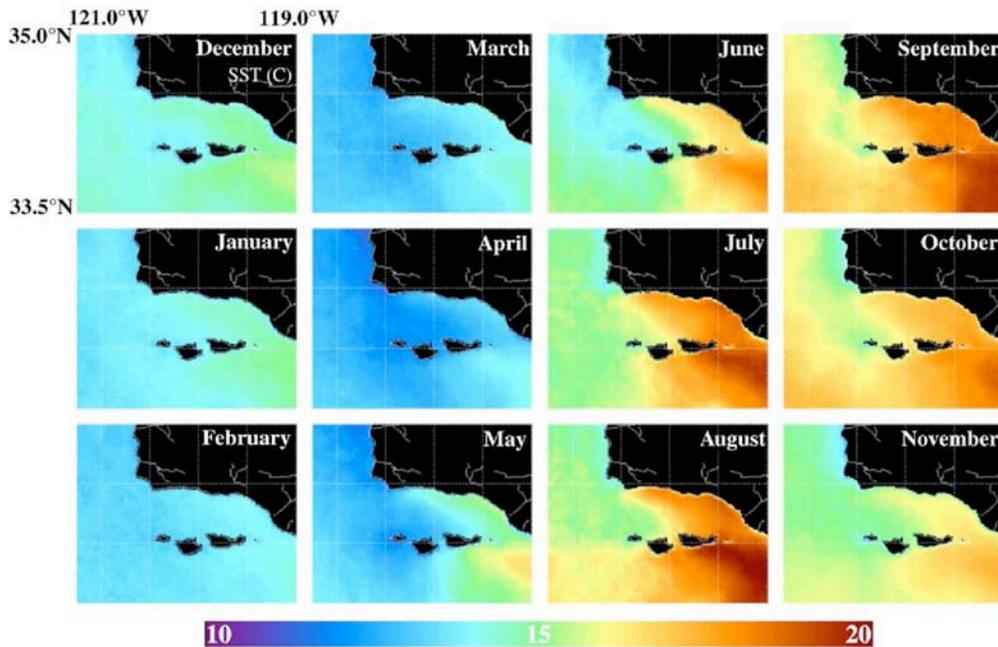 121.0°W 119.0°W
35.0°N
33.5°N
December March June September
SST (C)
January April July October
February May August November
10 15 20